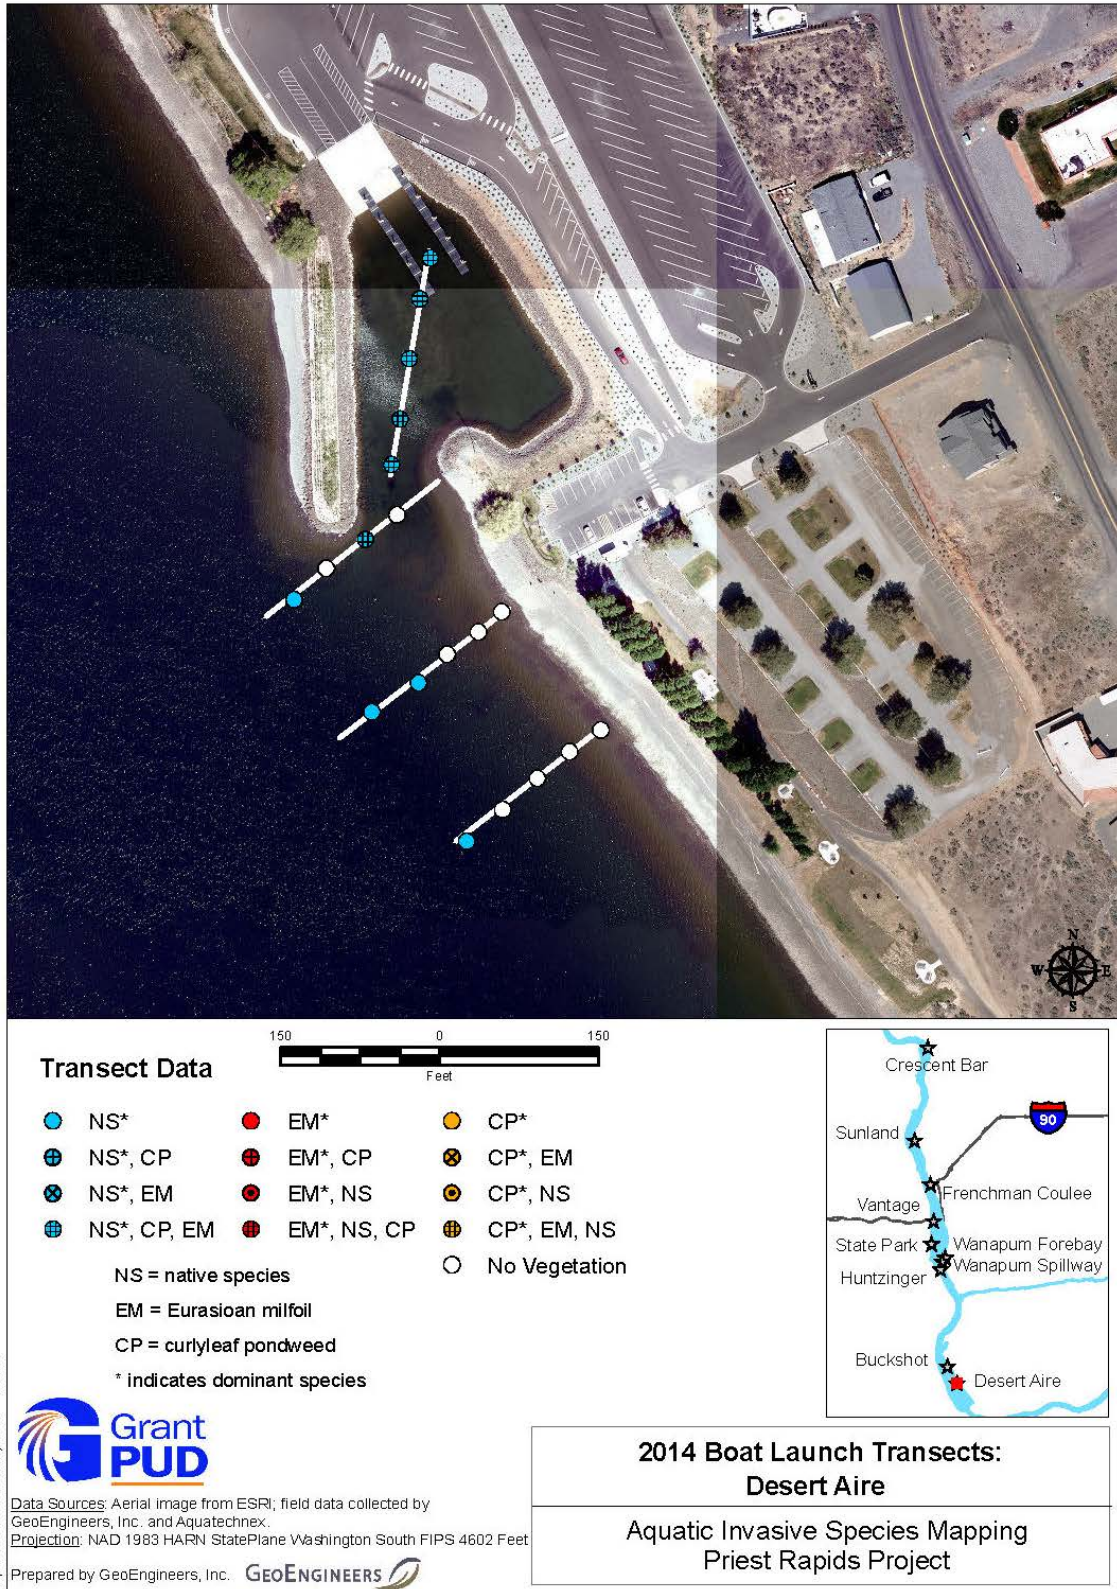 N
W E
S
Transect Data
150 0 150
Feet
NS* EM* CP*
NS*, CP EM*, CP CP*, EM
NS*, EM EM*, NS CP*, NS
NS*, CP, EM EM*, NS, CP CP*, EM, NS
No Vegetation
NS = native species
EM = Eurasioan milfoil
CP = curlyleaf pondweed
* indicates dominant species
Crescent Bar
90
Sunland
Frenchman Coulee
Vantage
State Park
Wanapum Forebay
Wanapum Spillway
Huntzinger
Buckshot
Desert Aire
Grant
PUD
Data Sources: Aerial image from ESRI; field data collected by
GeoEngineers, Inc. and Aquatechnex.
Projection: NAD 1983 HARN StatePlane Washington South FIPS 4602 Feet
Prepared by GeoEngineers, Inc. GEOENGINEERS
2014 Boat Launch Transects:
Desert Aire
Aquatic Invasive Species Mapping
Priest Rapids Project